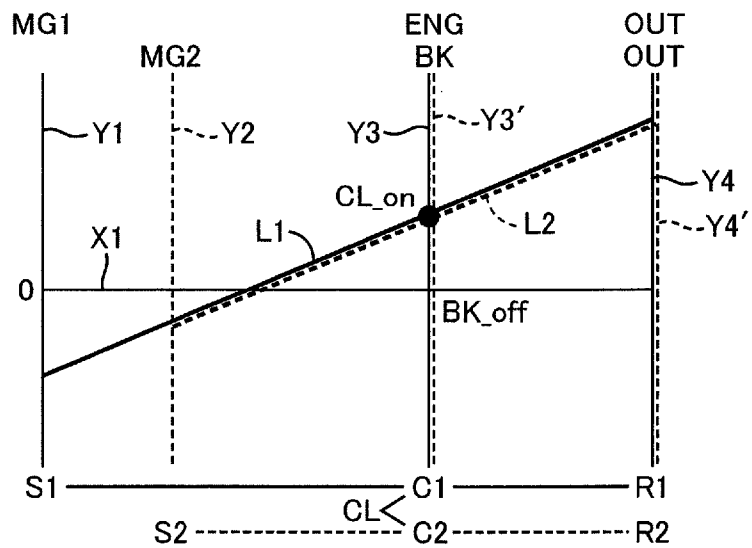 MG1 ENG OUT
MG2 BK OUT
Y1 Y2 Y3 Y3′
Y4
CL_on
L1 L2 Y4′
X1
0
BK_off
S1 C1 R1
CL
S2 C2 R2